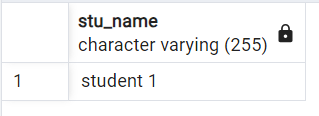 stu_name
character varying (255)
1 student 1